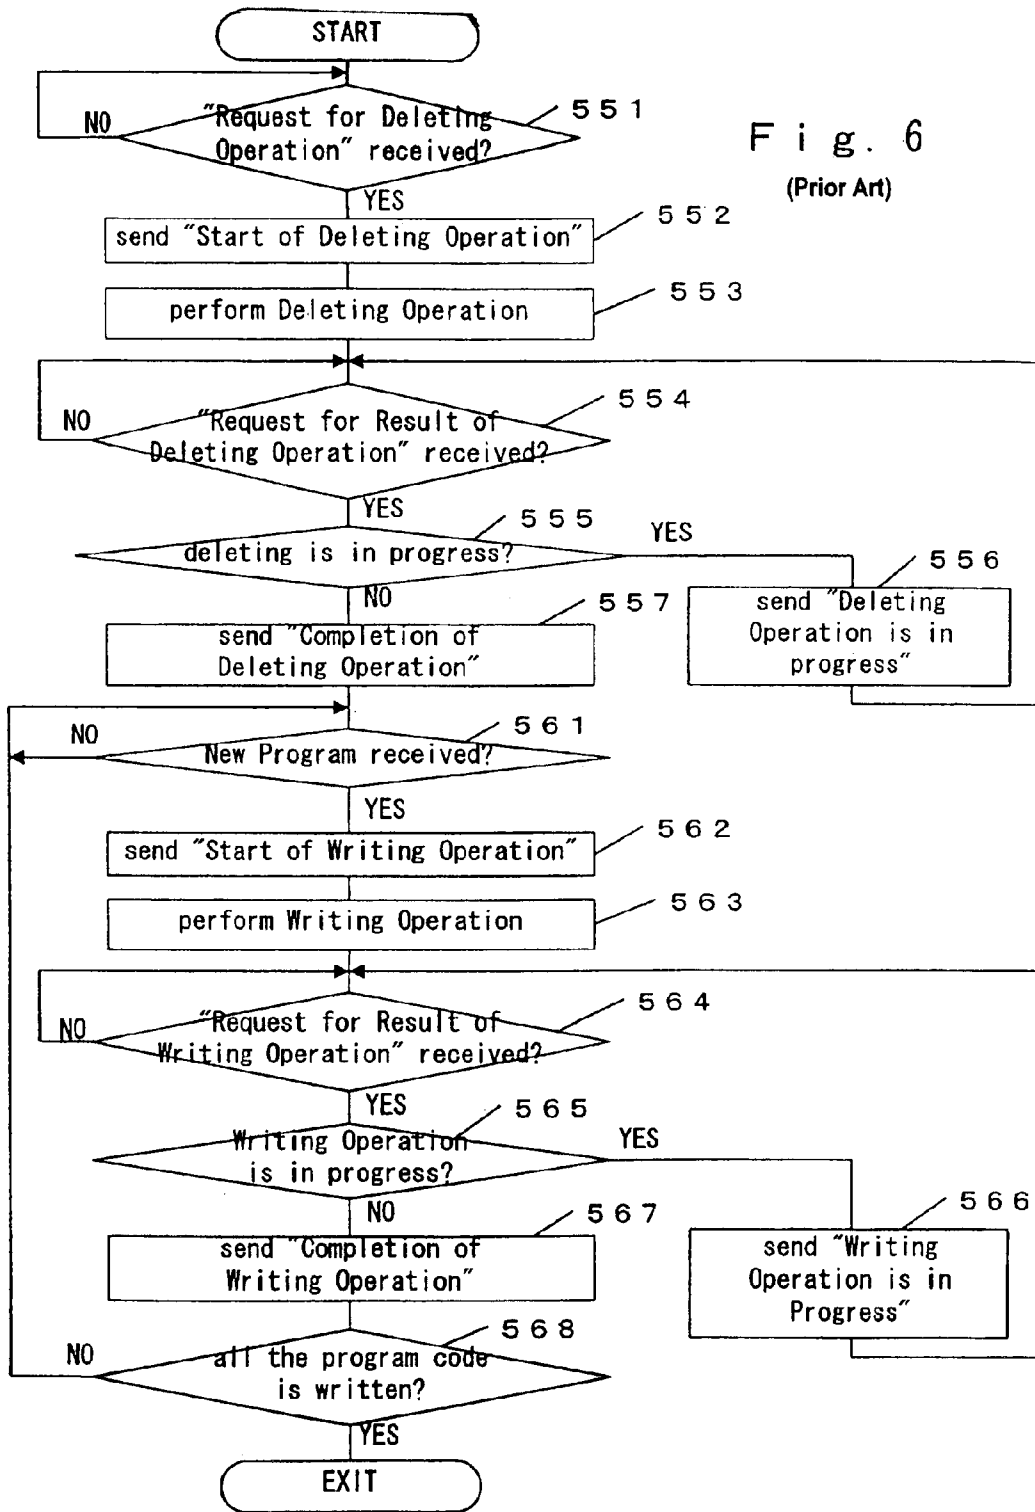 START
"Request for Deleting
Operation" received?
NO
YES
551
Fig. 6
(Prior Art)
send "Start of Deleting Operation"
552
perform Deleting Operation
553
"Request for Result of
Deleting Operation" received?
NO
YES
554
deleting is in progress?
555
YES
NO
send "Deleting
Operation is in
progress"
556
send "Completion of
Deleting Operation"
557
New Program received?
NO
YES
561
send "Start of Writing Operation"
562
perform Writing Operation
563
"Request for Result of
Writing Operation" received?
NO
YES
564
Writing Operation
is in progress?
565
YES
NO
send "Writing
Operation is in
Progress"
566
send "Completion of
Writing Operation"
567
all the program code
is written?
568
NO
YES
EXIT